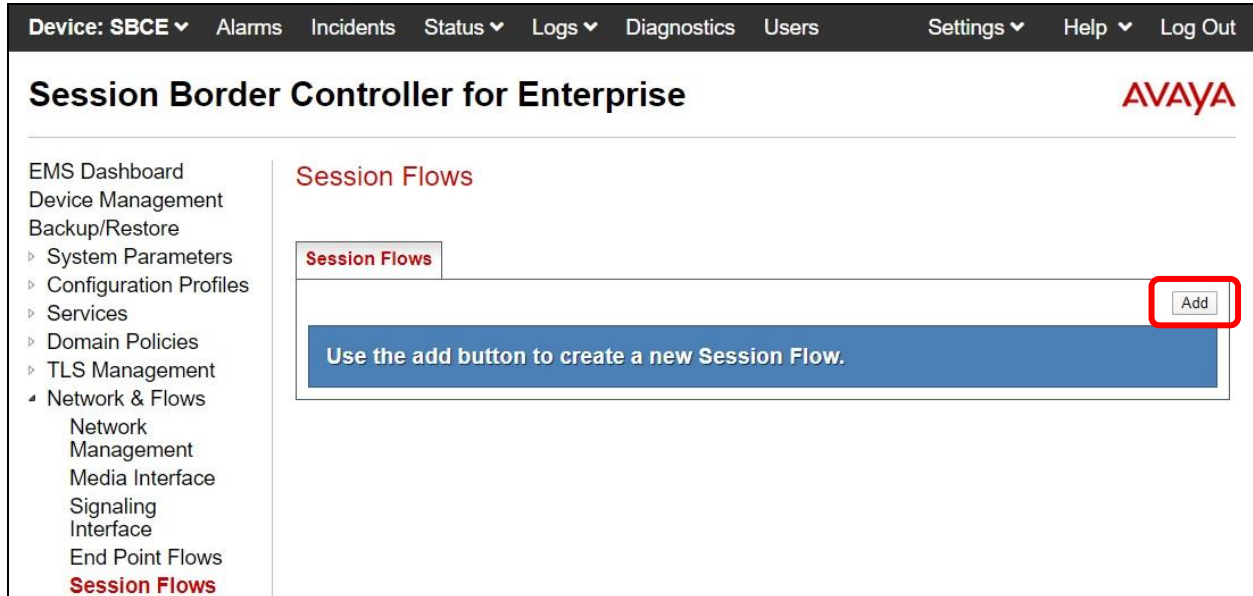 Device: SBCE Alarms Incidents Status Logs Diagnostics Users Settings Help Log Out
Session Border Controller for Enterprise
AVAYA
EMS Dashboard
Device Management
Backup/Restore
System Parameters
Configuration Profiles
Services
Domain Policies
TLS Management
Network & Flows
Network
Management
Media Interface
Signaling
Interface
End Point Flows
Session Flows
Session Flows
Session Flows
Add
Use the add button to create a new Session Flow.